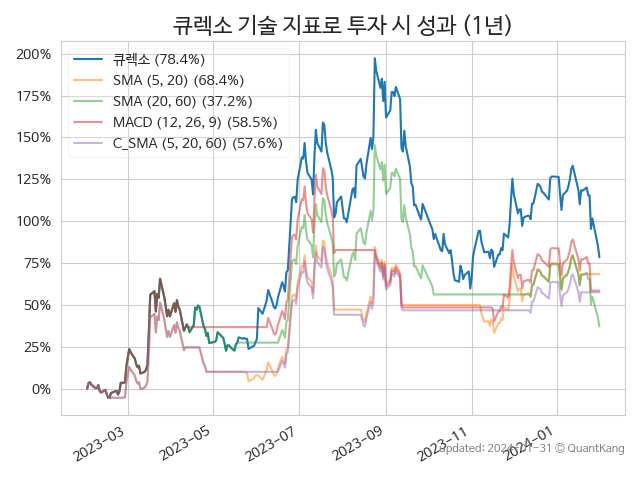 큐렉소 기술 지표로 투자 시 성과 (1년)
큐렉소 (78.4%)
SMA (5, 20) (68.4%)
SMA (20, 60) (37.2%)
MACD (12, 26, 9) (58.5%)
C_SMA (5, 20, 60) (57.6%)
200%
175%
150%
125%
100%
75%
50%
25%
0%
2023-03
2023-05
2023-07
2023-09
2023-11
2024-01
updated: 2024-01-31 © QuantKang